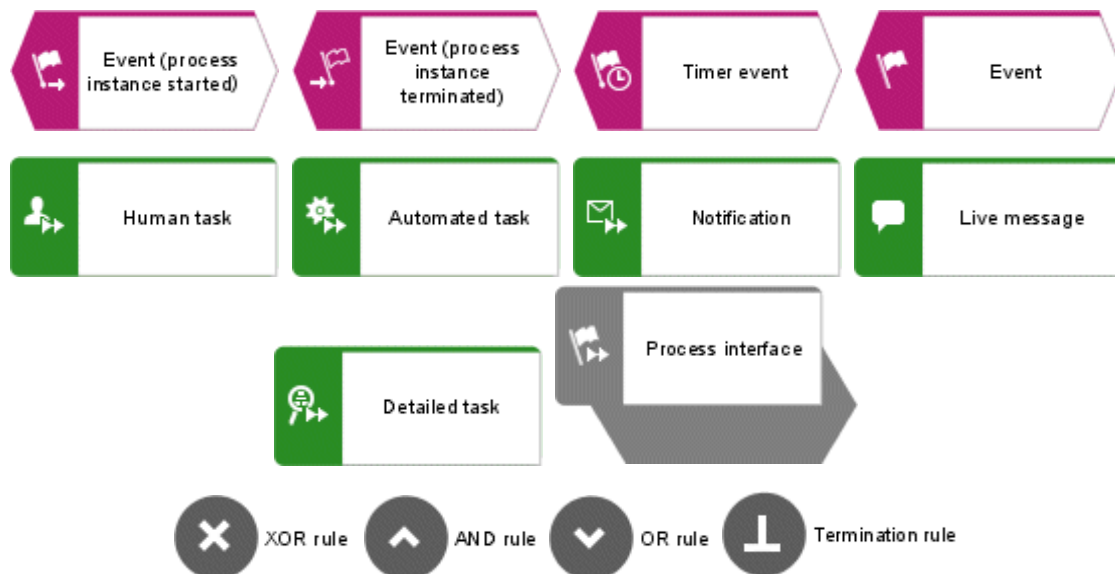 Event (process
instance started)
Event (process
instance
terminated)
Timer event
Event
Human task
Automated task
Notification
Live message
Process interface
Detailed task
XOR rule
AND rule
OR rule
Termination rule